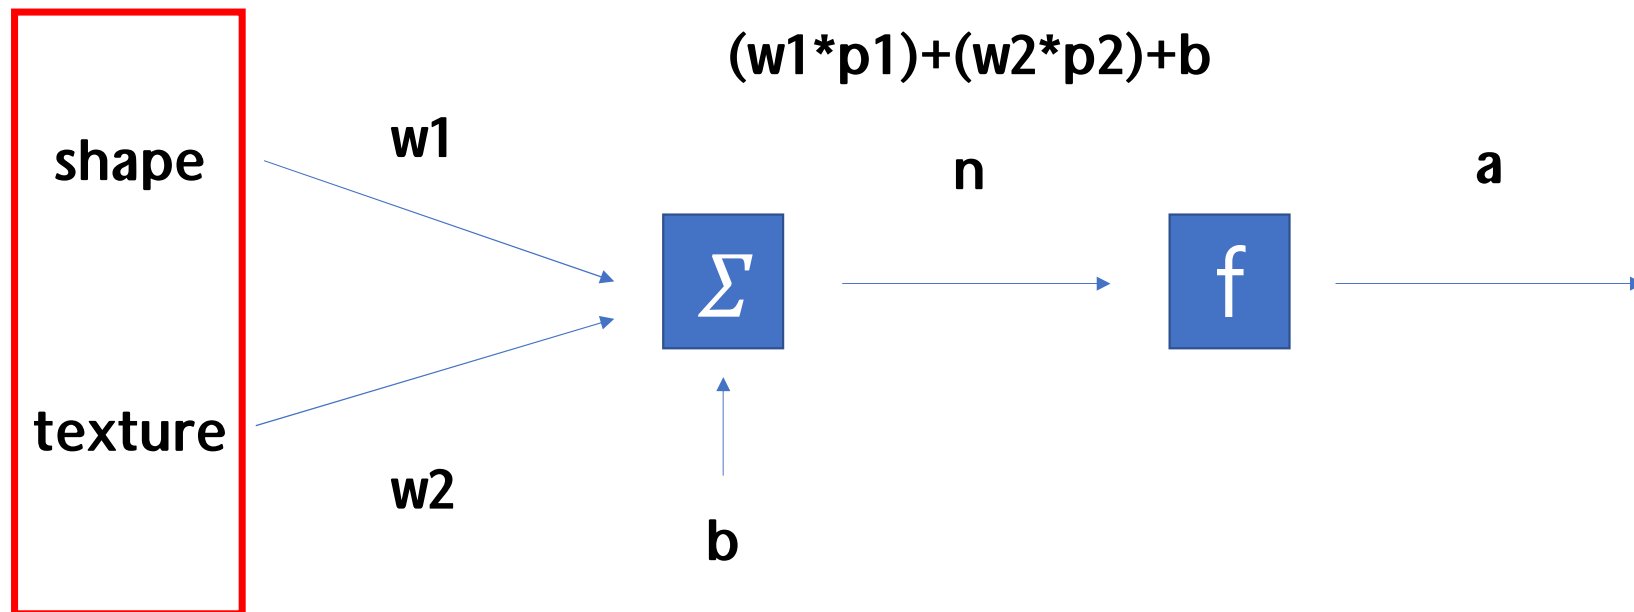 (w1*p1)+(w2*p2)+b
w1
shape
n
a
Σ
f
texture
w2
b